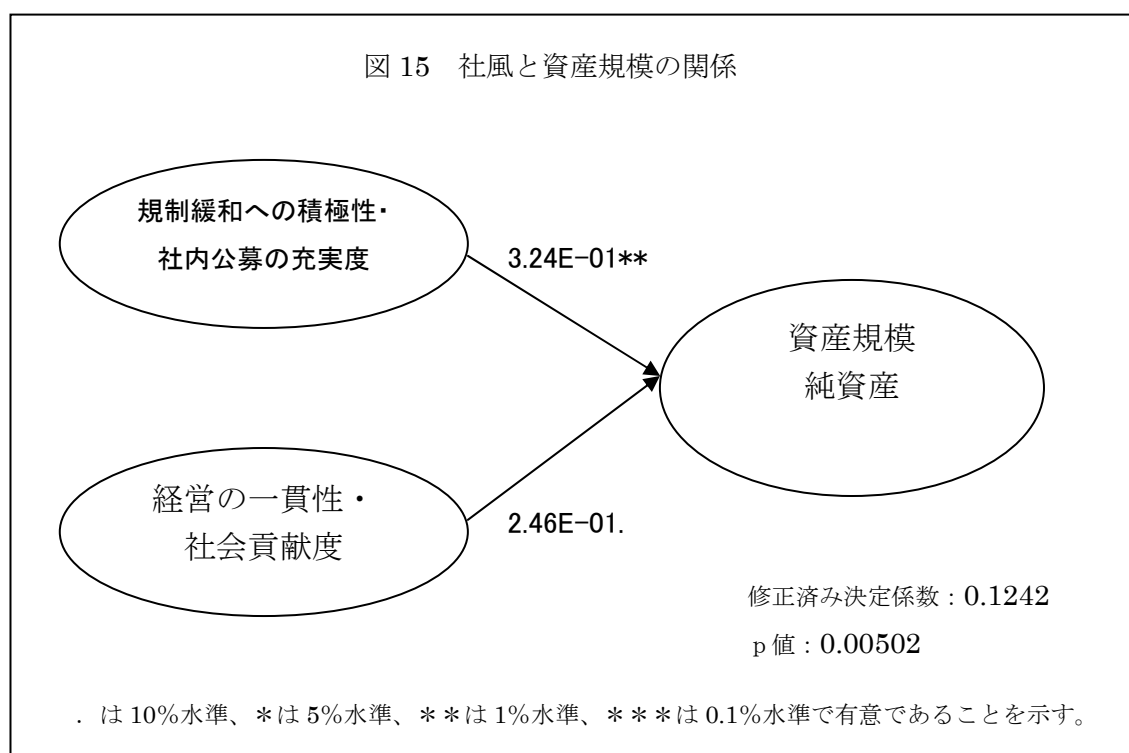 図 15　社風と資産規模の関係
規制緩和への積極性・
社内公募の充実度
3.24E-01**
資産規模
純資産
経営の一貫性・
社会貢献度
2.46E-01.
修正済み決定係数：0.1242
ｐ値：0.00502
．は 10％水準、＊は 5％水準、＊＊は 1％水準、＊＊＊は 0.1％水準で有意であることを示す。